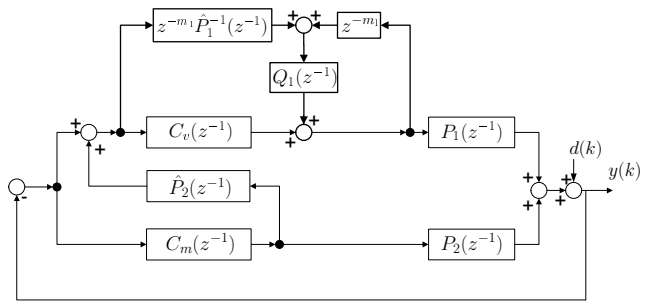 $z^{-m_1}\hat{P}_1^{-1}(z^{-1})$
+ +
$z^{-m_1}$
$Q_1(z^{-1})$
+ +
$C_v(z^{-1})$
+ +
$P_1(z^{-1})$
$d(k)$
$y(k)$
+ + + +
$\hat{P}_2(z^{-1})$
-
$C_m(z^{-1})$
$P_2(z^{-1})$